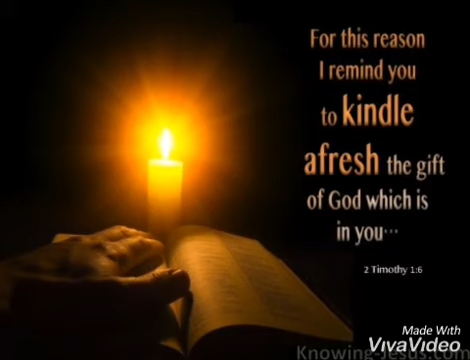 For this reason
I remind you
to kindle
afresh the gift
of God which is
in you...
2 Timothy 1:6
Made With
VivaVideo
Knowing-Jesus.com